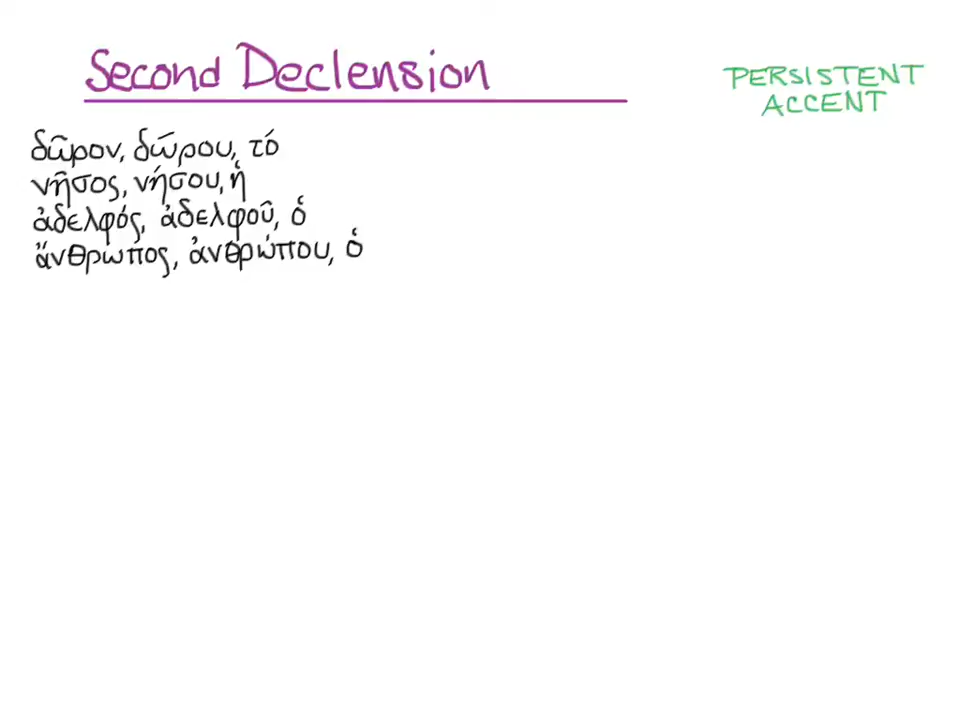 Second Declension
PERSISTENT
ACCENT
δῶρον, δώρου, τό
νῆσος, νήσου, ἡ
ἀδελφός, ἀδελφοῦ, ὁ
ἄνθρωπος, ἀνθρώπου, ὁ